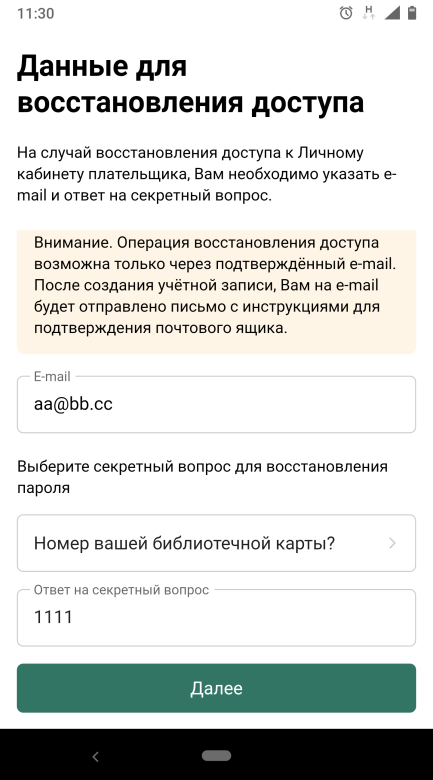 11:30
H
Данные для
восстановления доступа
На случай восстановления доступа к Личному
кабинету плательщика, Вам необходимо указать e-
mail и ответ на секретный вопрос.
Внимание. Операция восстановления доступа
возможна только через подтверждённый e-mail.
После создания учётной записи, Вам на e-mail
будет отправлено письмо с инструкциями для
подтверждения почтового ящика.
E-mail
aa@bb.cc
Выберите секретный вопрос для восстановления
пароля
Номер вашей библиотечной карты?
Ответ на секретный вопрос
1111
Далее